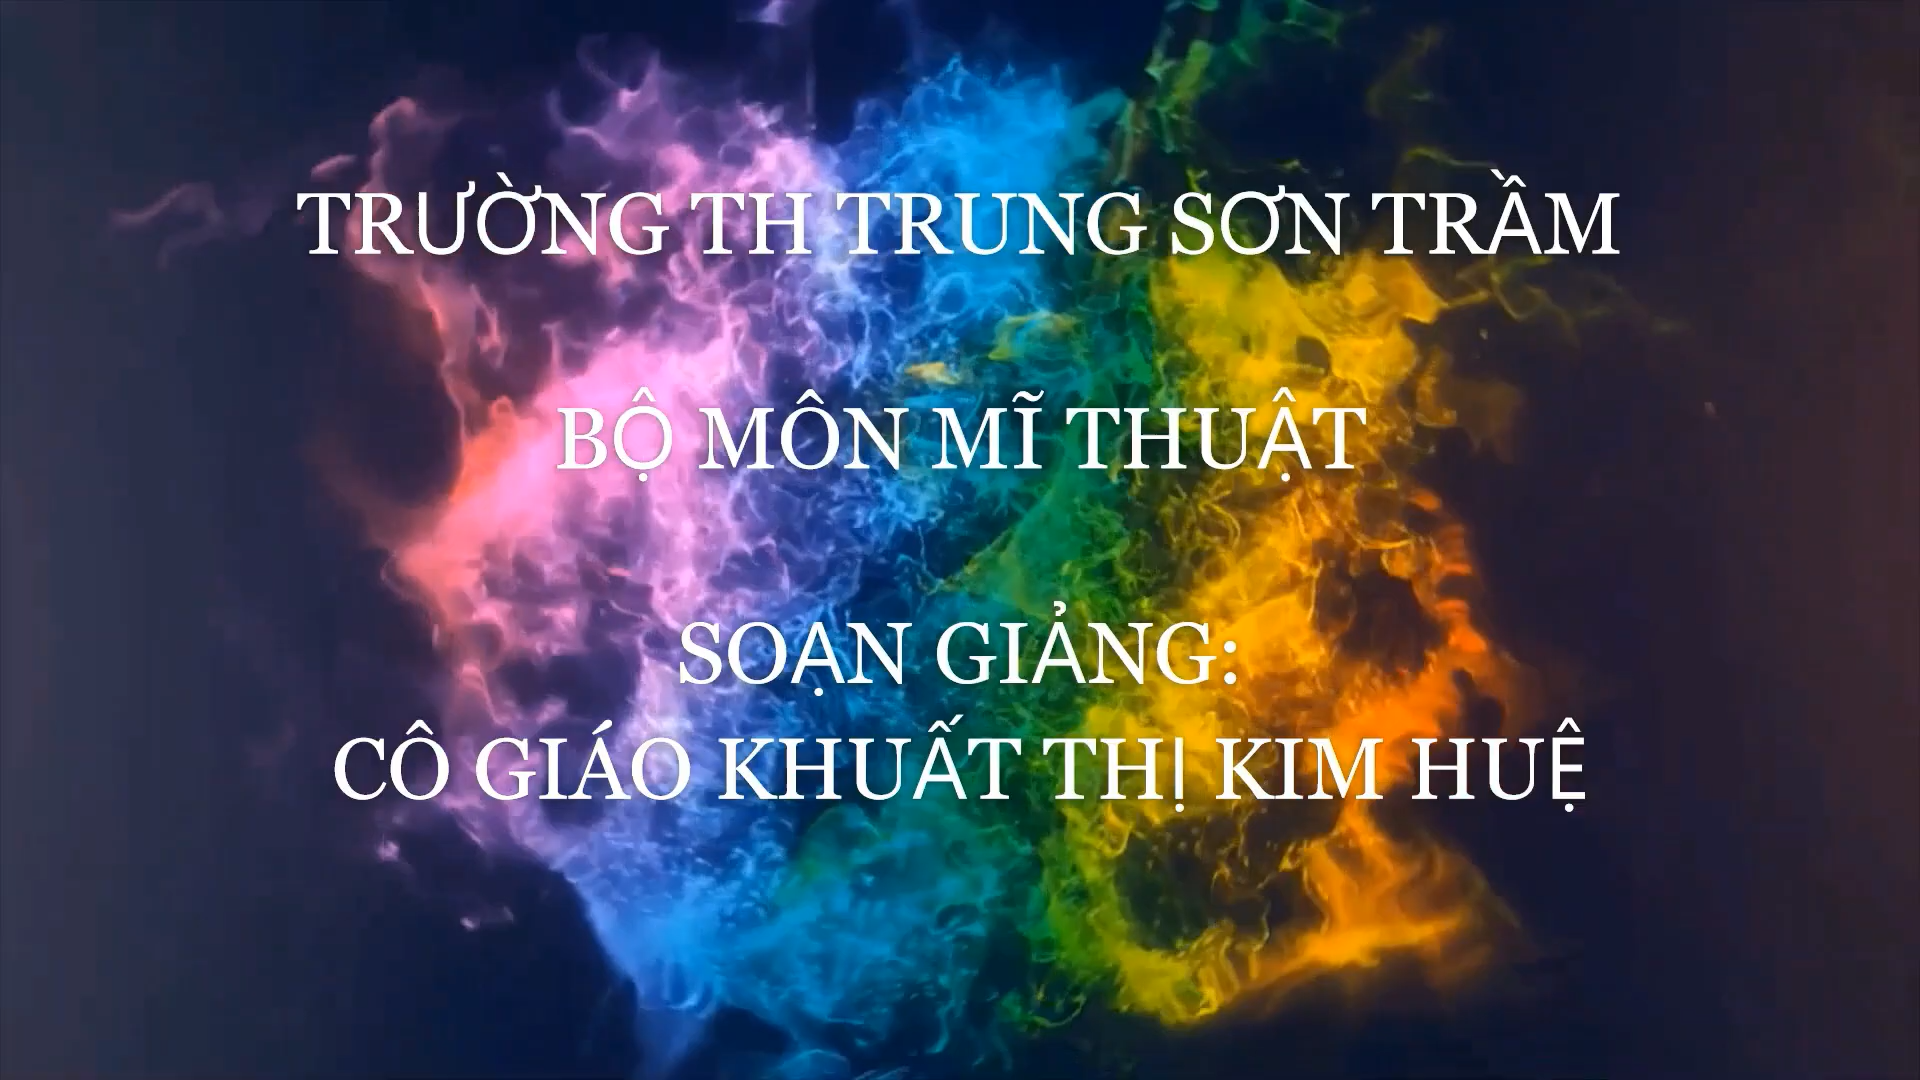 TRƯỜNG TH TRUNG SƠN TRẦM
BỘ MÔN MĨ THUẬT
SOẠN GIẢNG:
CÔ GIÁO KHUẤT THỊ KIM HUỆ